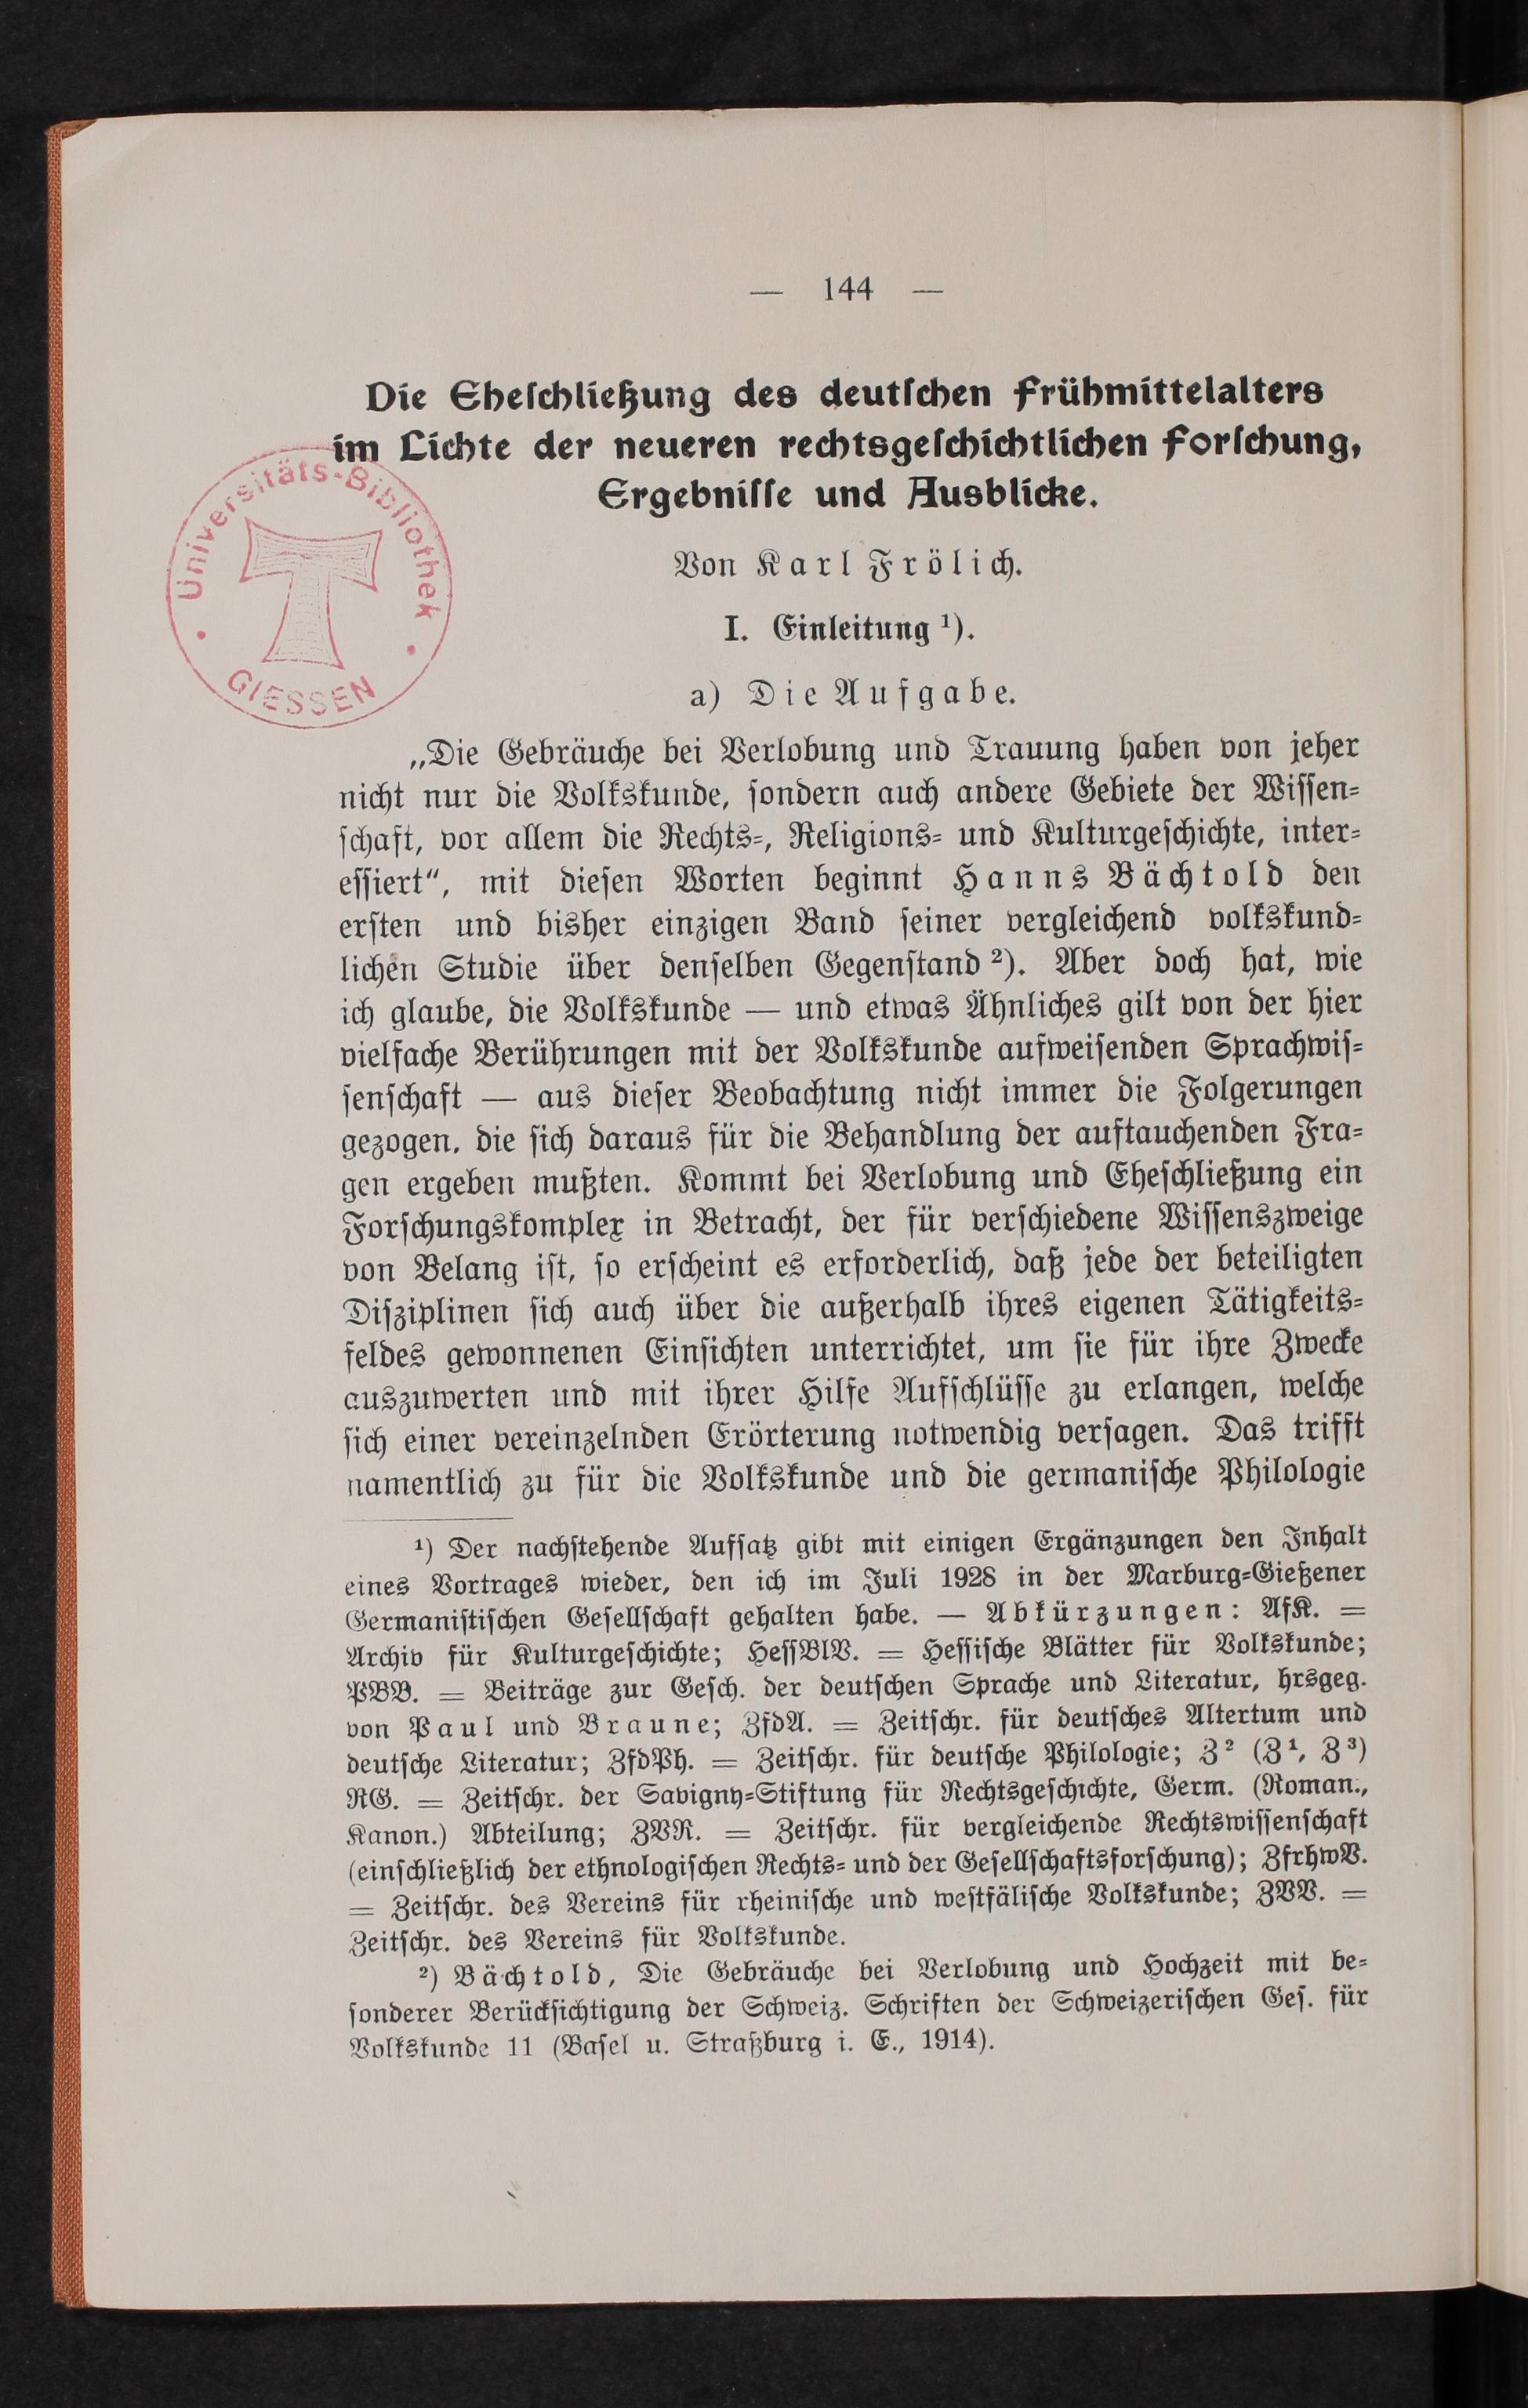 — 144 —
Die Eheschließung des deutschen Frühmittelalters
im Lichte der neueren rechtsgeschichtlichen Forschung,
Ergebnisse und Ausblicke.
Universitäts-Bibliothek
GIESSEN
Von Karl Frölich.
I. Einleitung ¹).
a) Die Aufgabe.
„Die Gebräuche bei Verlobung und Trauung haben von jeher
nicht nur die Volkskunde, sondern auch andere Gebiete der Wissen-
schaft, vor allem die Rechts-, Religions- und Kulturgeschichte, inter-
essiert“, mit diesen Worten beginnt Hanns Bächtold den
ersten und bisher einzigen Band seiner vergleichend volkskund-
lichen Studie über denselben Gegenstand ²). Aber doch hat, wie
ich glaube, die Volkskunde — und etwas Ähnliches gilt von der hier
vielfache Berührungen mit der Volkskunde aufweisenden Sprachwis-
senschaft — aus dieser Beobachtung nicht immer die Folgerungen
gezogen. die sich daraus für die Behandlung der auftauchenden Fra-
gen ergeben mußten. Kommt bei Verlobung und Eheschließung ein
Forschungskomplex in Betracht, der für verschiedene Wissenszweige
von Belang ist, so erscheint es erforderlich, daß jede der beteiligten
Disziplinen sich auch über die außerhalb ihres eigenen Tätigkeits-
feldes gewonnenen Einsichten unterrichtet, um sie für ihre Zwecke
auszuwerten und mit ihrer Hilfe Aufschlüsse zu erlangen, welche
sich einer vereinzelnden Erörterung notwendig versagen. Das trifft
namentlich zu für die Volkskunde und die germanische Philologie
¹) Der nachstehende Aufsatz gibt mit einigen Ergänzungen den Inhalt
eines Vortrages wieder, den ich im Juli 1928 in der Marburg-Gießener
Germanistischen Gesellschaft gehalten habe. — Abkürzungen: AfK. =
Archiv für Kulturgeschichte; HessBlV. = Hessische Blätter für Volkskunde;
PBB. = Beiträge zur Gesch. der deutschen Sprache und Literatur, hrsgeg.
von Paul und Braune; ZfdA. = Zeitschr. für deutsches Altertum und
deutsche Literatur; ZfdPh. = Zeitschr. für deutsche Philologie; Z² (Z¹, Z³)
RG. = Zeitschr. der Savigny-Stiftung für Rechtsgeschichte, Germ. (Roman.,
Kanon.) Abteilung; ZVR. = Zeitschr. für vergleichende Rechtswissenschaft
(einschließlich der ethnologischen Rechts- und der Gesellschaftsforschung); ZfrhwV.
= Zeitschr. des Vereins für rheinische und westfälische Volkskunde; ZVV. =
Zeitschr. des Vereins für Volkskunde.
²) Bächtold, Die Gebräuche bei Verlobung und Hochzeit mit be-
sonderer Berücksichtigung der Schweiz. Schriften der Schweizerischen Ges. für
Volkskunde 11 (Basel u. Straßburg i. E., 1914).